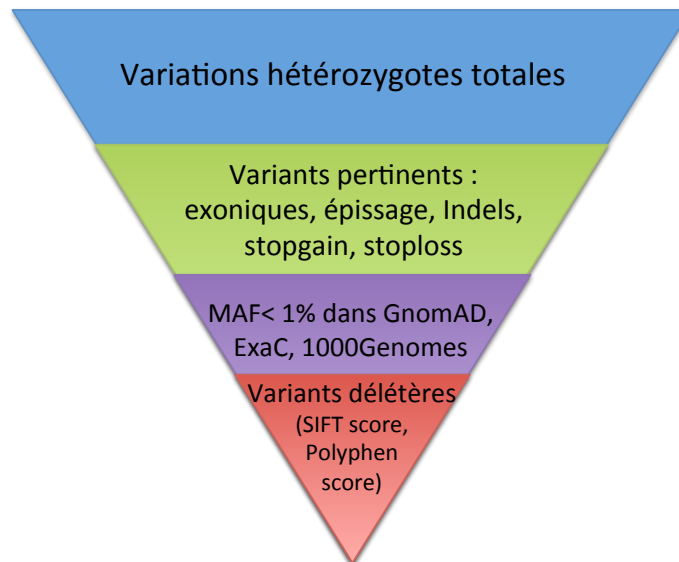 Variations hétérozygotes totales
Variants pertinents :
exoniques, épissage, Indels,
stopgain, stoploss
MAF< 1% dans GnomAD,
ExaC, 1000Genomes
Variants délétères
(SIFT score,
Polyphen
score)